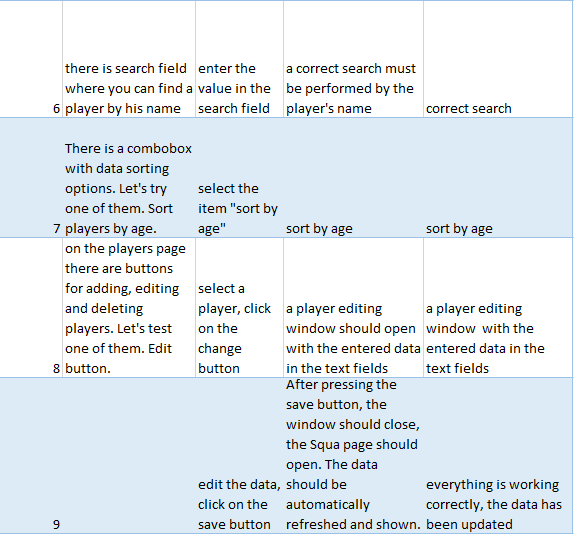 there is search field
where you can find a
6 player by his name
enter the
value in the
search field
a correct search must
be performed by the
player's name
correct search
There is a combobox
with data sorting
options. Let's try
one of them. Sort
7 players by age.
select the
item "sort by
age"
sort by age
sort by age
on the players page
there are buttons
for adding, editing
and deleting
players. Let's test
one of them. Edit
8 button.
select a
player, click
on the
change
button
a player editing
window should open
with the entered data
in the text fields
a player editing
window with the
entered data in the
text fields
9
edit the data,
click on the
save button
After pressing the
save button, the
window should close,
the Squa page should
open. The data
should be
automatically
refreshed and shown.
everything is working
correctly, the data has
been updated